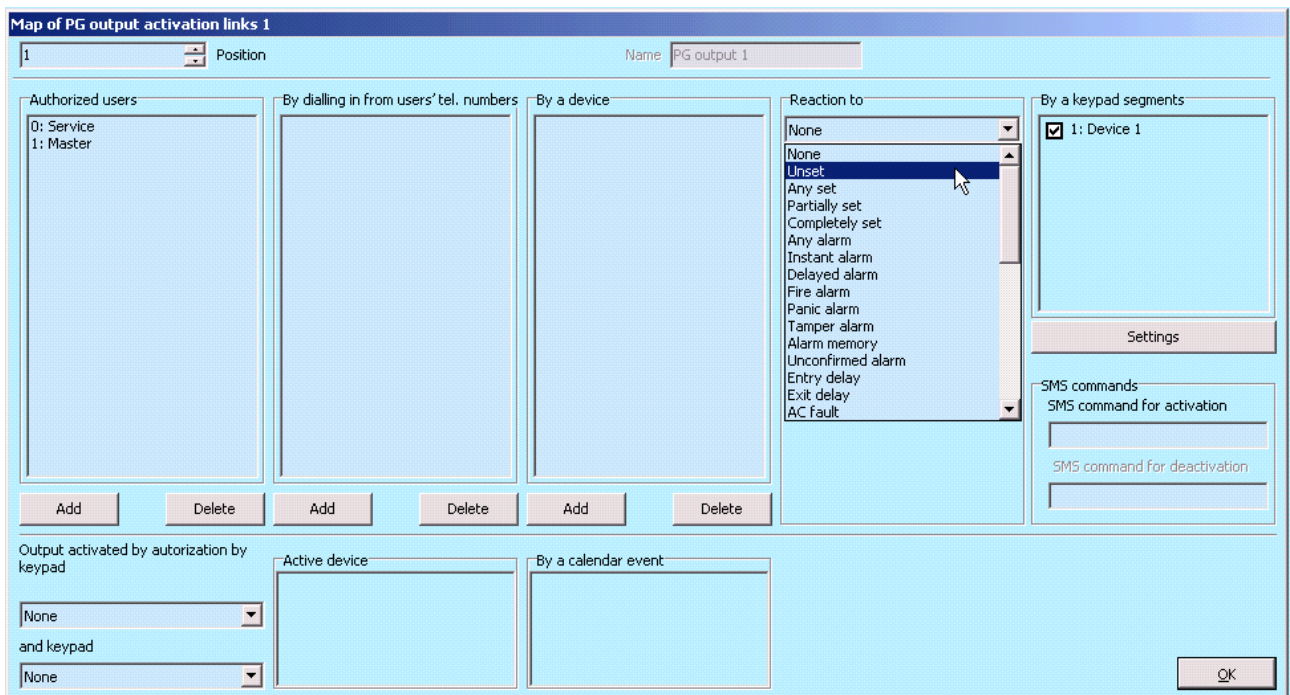 Map of PG output activation links 1
1 Position
Name PG output 1
Authorized users
0: Service
1: Master
Add Delete
By dialling in from users' tel. numbers
Add Delete
By a device
Add Delete
Reaction to
None
None
Unset
Any set
Partially set
Completely set
Any alarm
Instant alarm
Delayed alarm
Fire alarm
Panic alarm
Tamper alarm
Alarm memory
Unconfirmed alarm
Entry delay
Exit delay
AC fault
By a keypad segments
1: Device 1
Settings
SMS commands
SMS command for activation
SMS command for deactivation
Output activated by autorization by
keypad
None
and keypad
None
Active device
By a calendar event
OK